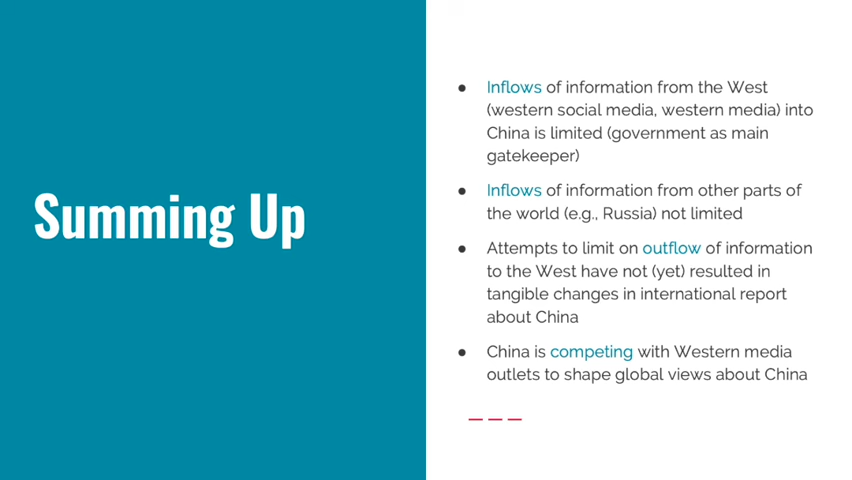 Summing Up
● Inflows of information from the West
(western social media, western media) into
China is limited (government as main
gatekeeper)
● Inflows of information from other parts of
the world (e.g., Russia) not limited
● Attempts to limit on outflow of information
to the West have not (yet) resulted in
tangible changes in international report
about China
● China is competing with Western media
outlets to shape global views about China